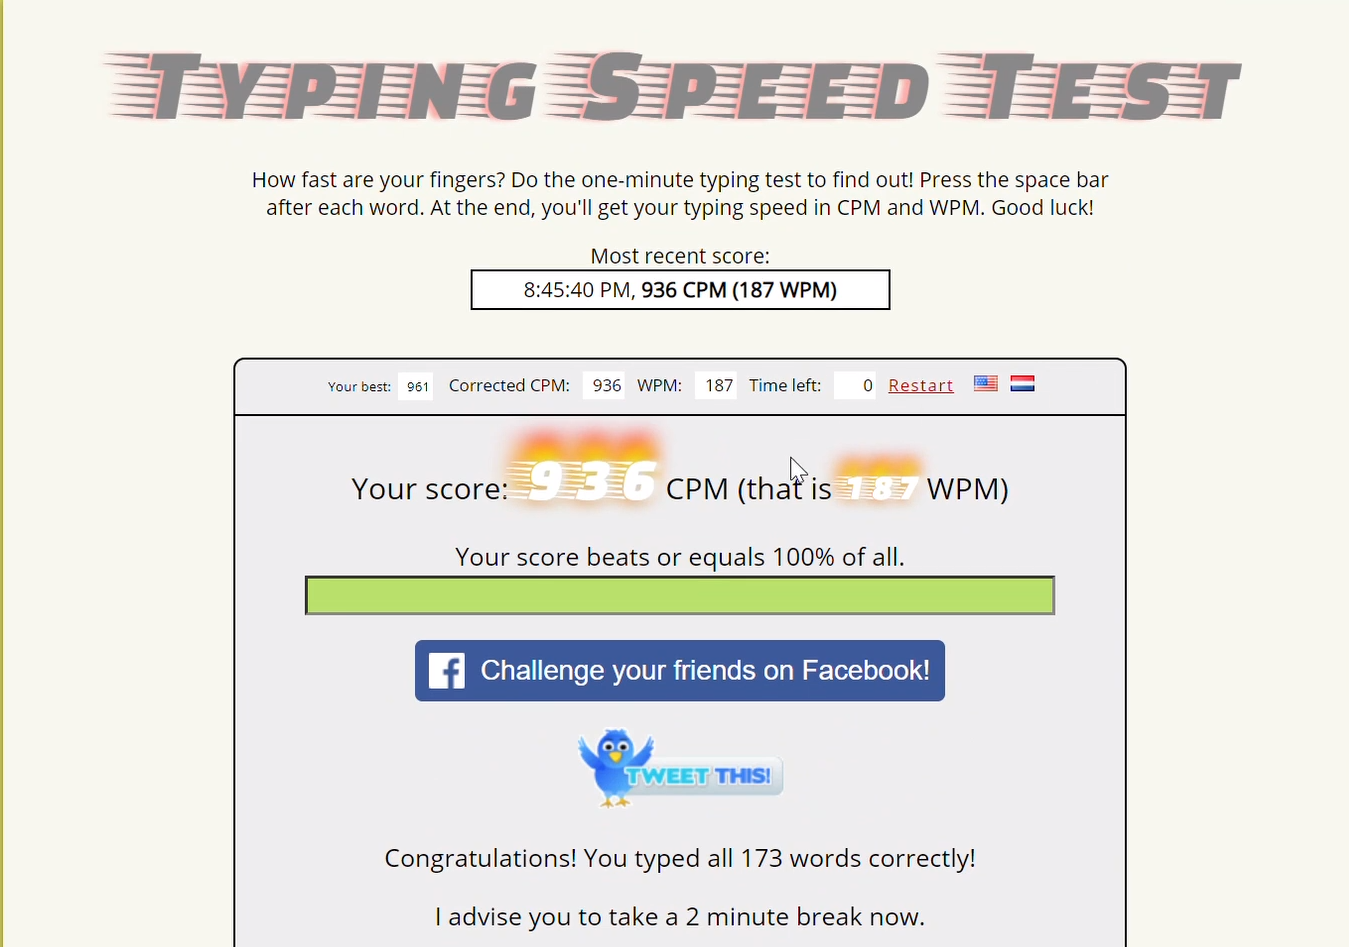 Typing Speed Test
How fast are your fingers? Do the one-minute typing test to find out! Press the space bar
after each word. At the end, you'll get your typing speed in CPM and WPM. Good luck!
Most recent score:
8:45:40 PM, 936 CPM (187 WPM)
Your best: 961 Corrected CPM: 936 WPM: 187 Time left: 0 Restart
Your score: 936 CPM (that is 187 WPM)
Your score beats or equals 100% of all.
Challenge your friends on Facebook!
TWEET THIS!
Congratulations! You typed all 173 words correctly!
I advise you to take a 2 minute break now.